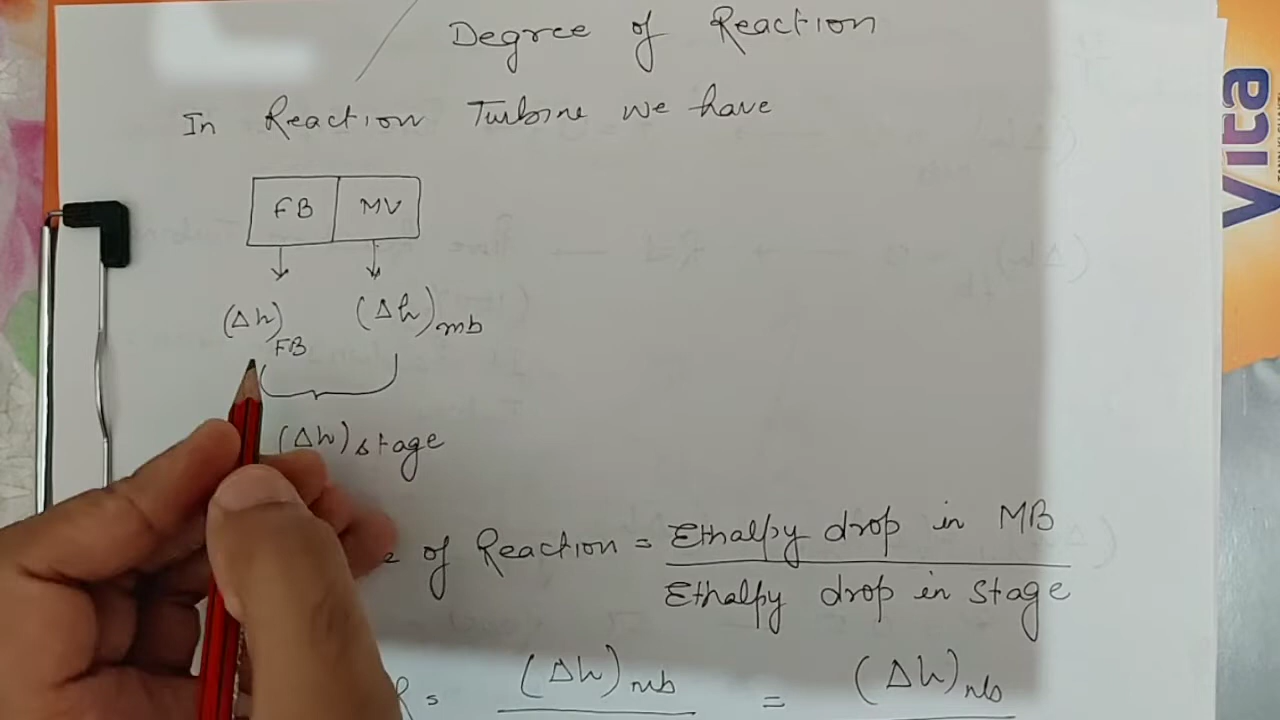 Degree of Reaction
In Reaction Turbine we have
FB MV
(Δh)FB (Δh)mb
(Δh)stage
of Reaction = Ethalpy drop in MB
Ethalpy drop in stage
R = (Δh)mb = (Δh)mb
Vita